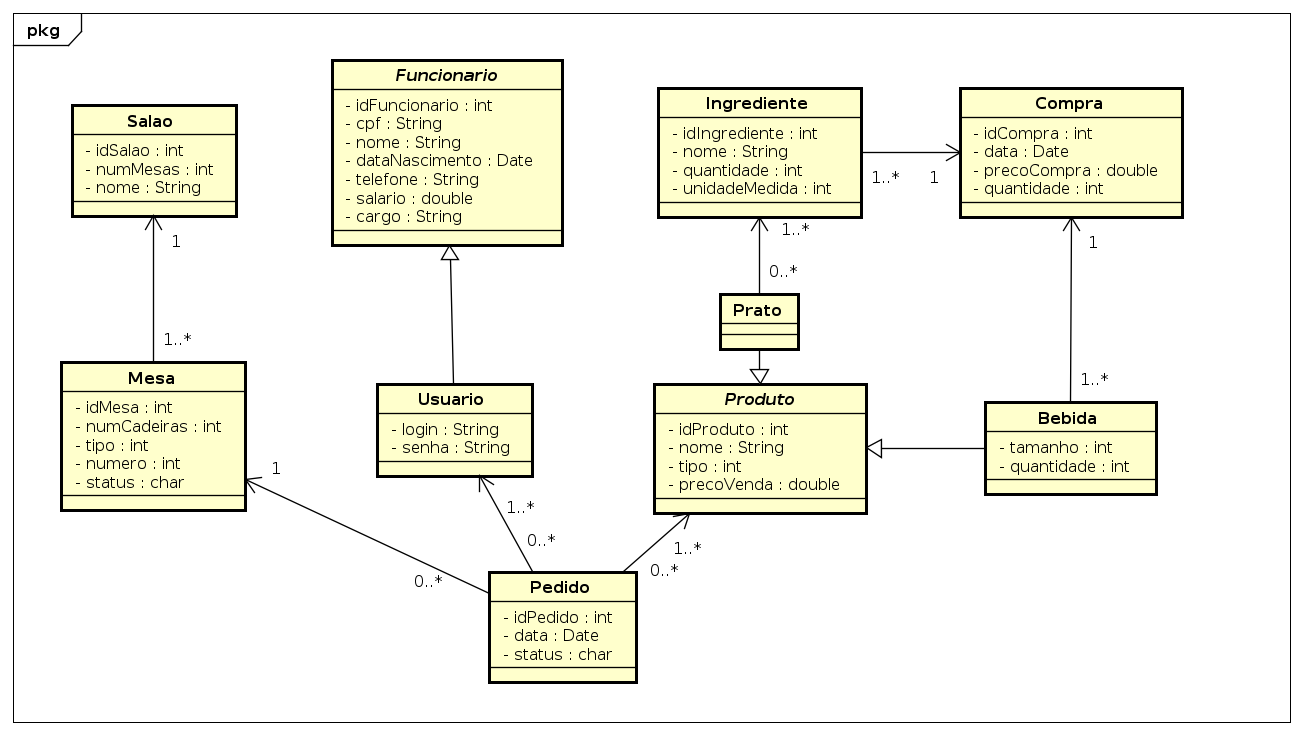 pkg
Salao
- idSalao : int
- numMesas : int
- nome : String
1
1..*
Funcionario
- idFuncionario : int
- cpf : String
- nome : String
- dataNascimento : Date
- telefone : String
- salario : double
- cargo : String
Ingrediente
- idIngrediente : int
- nome : String
- quantidade : int
- unidadeMedida : int
1..*
1
Compra
- idCompra : int
- data : Date
- precoCompra : double
- quantidade : int
1..*
0..*
1
1..*
Prato
Mesa
- idMesa : int
- numCadeiras : int
- tipo : int
- numero : int
- status : char
Usuario
- login : String
- senha : String
Produto
- idProduto : int
- nome : String
- tipo : int
- precoVenda : double
Bebida
- tamanho : int
- quantidade : int
1
0..*
1..*
0..*
1..*
0..*
Pedido
- idPedido : int
- data : Date
- status : char